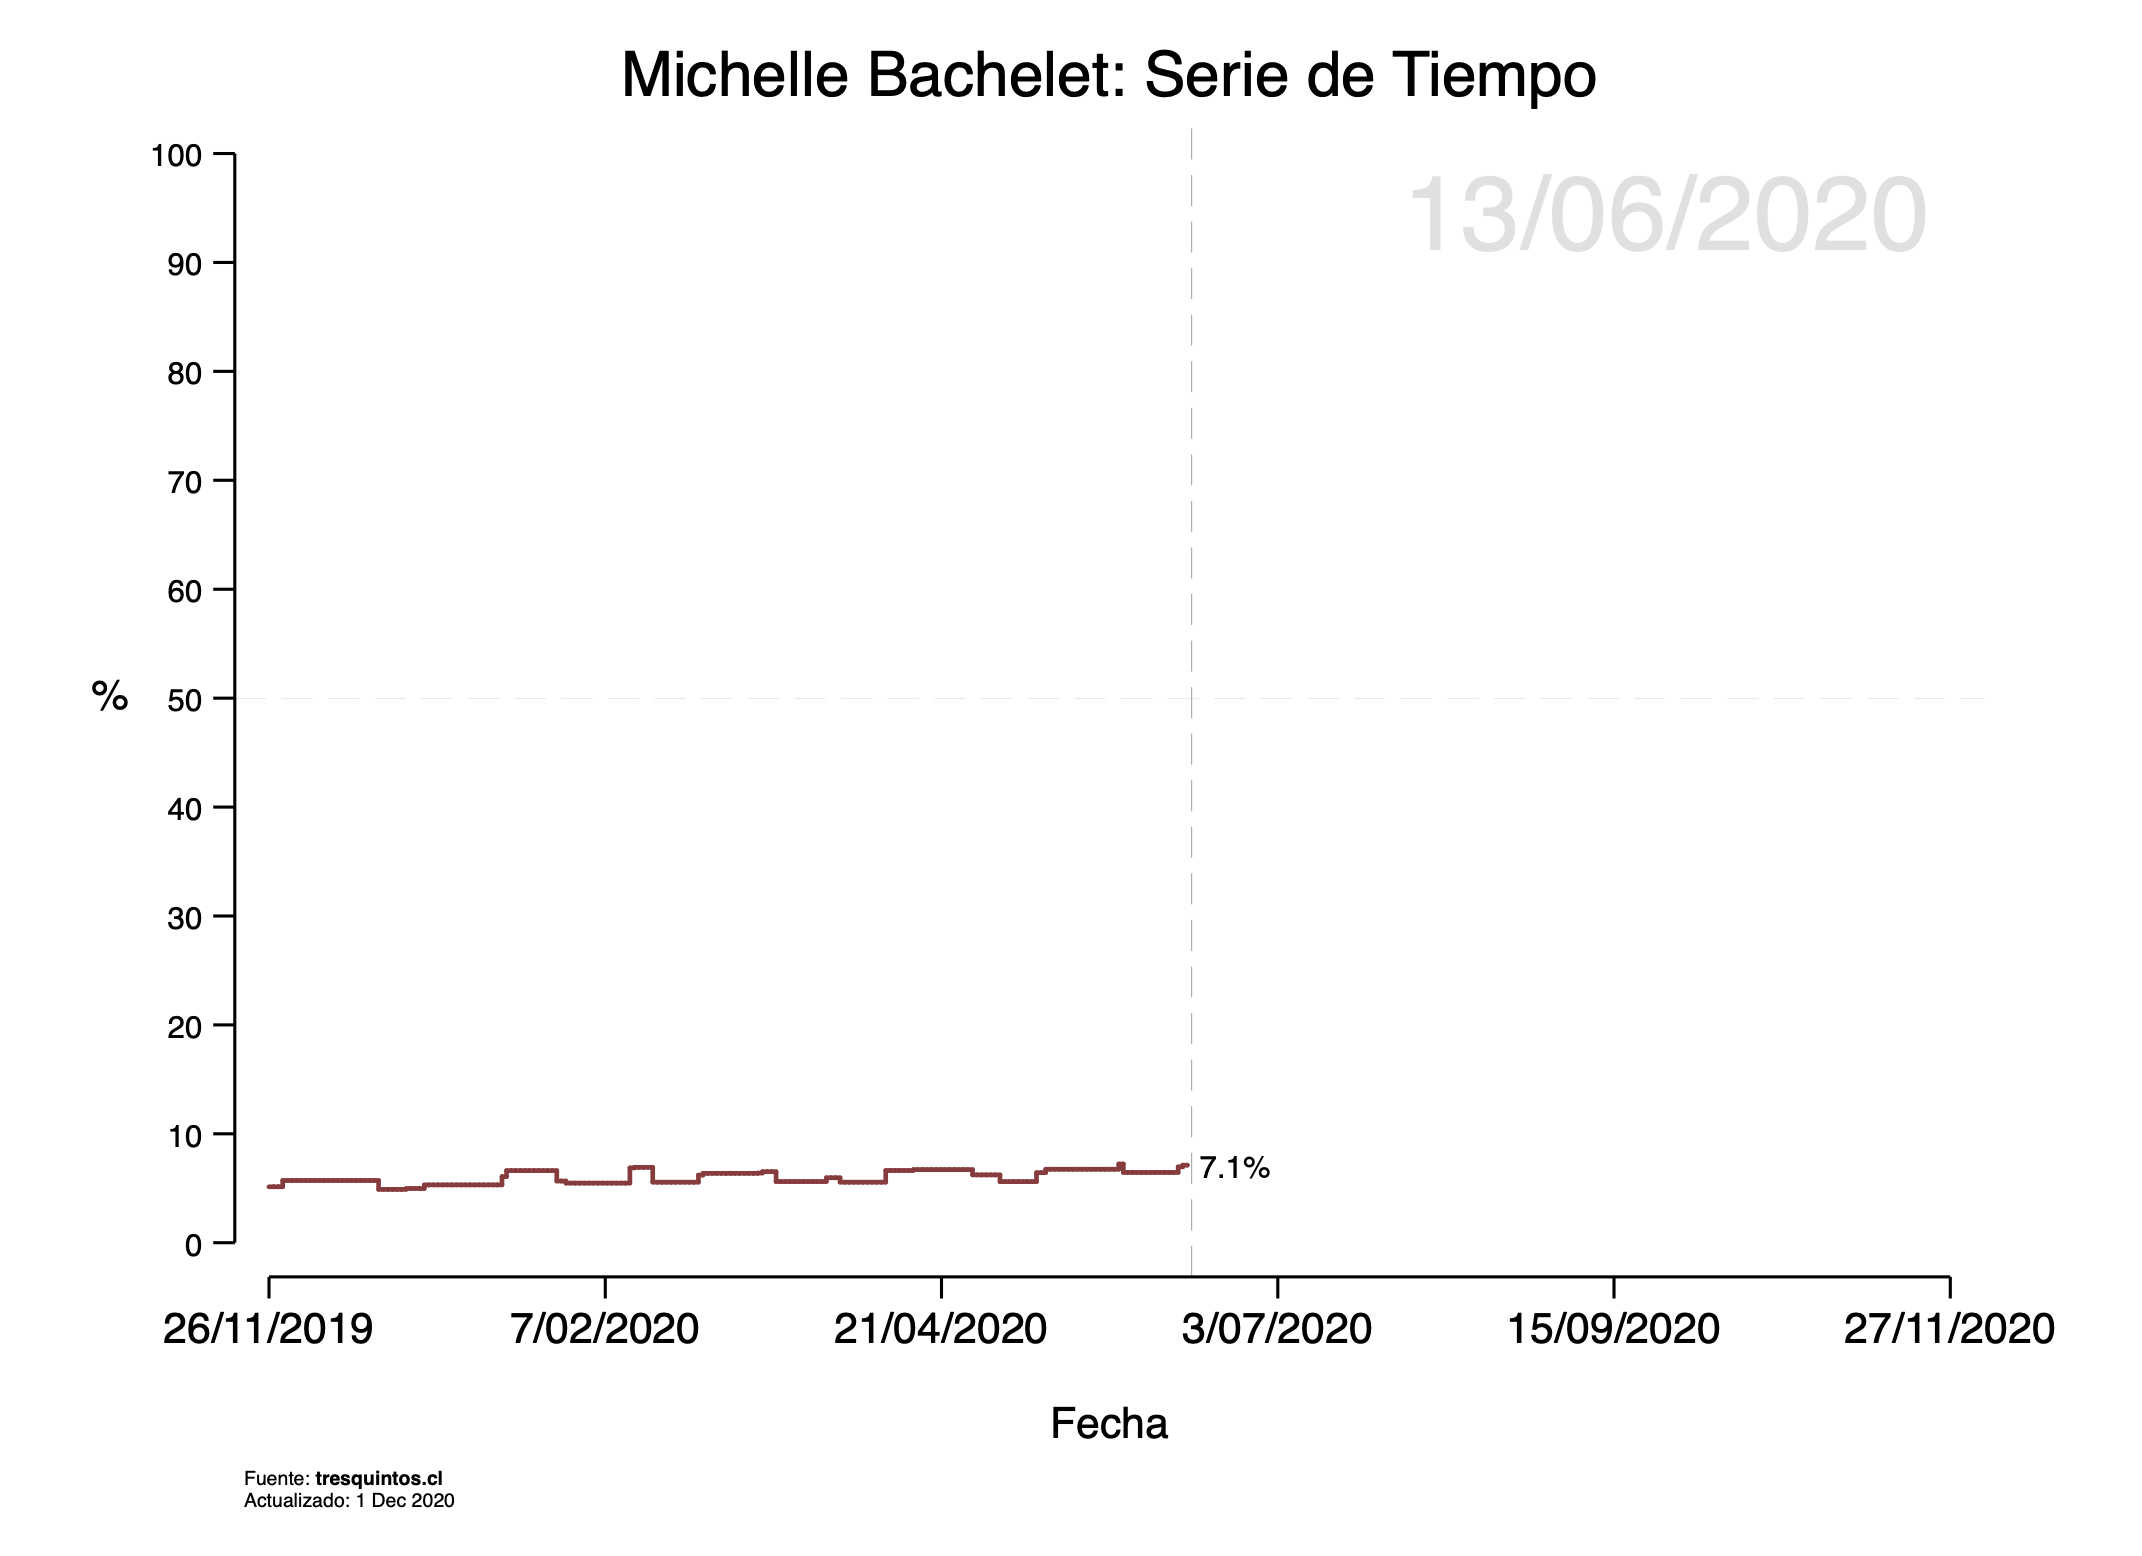 Michelle Bachelet: Serie de Tiempo
13/06/2020
100
90
80
70
60
50
40
30
20
10
0
%
7.1%
26/11/2019 7/02/2020 21/04/2020 3/07/2020 15/09/2020 27/11/2020
Fecha
Fuente: tresquintos.cl
Actualizado: 1 Dec 2020